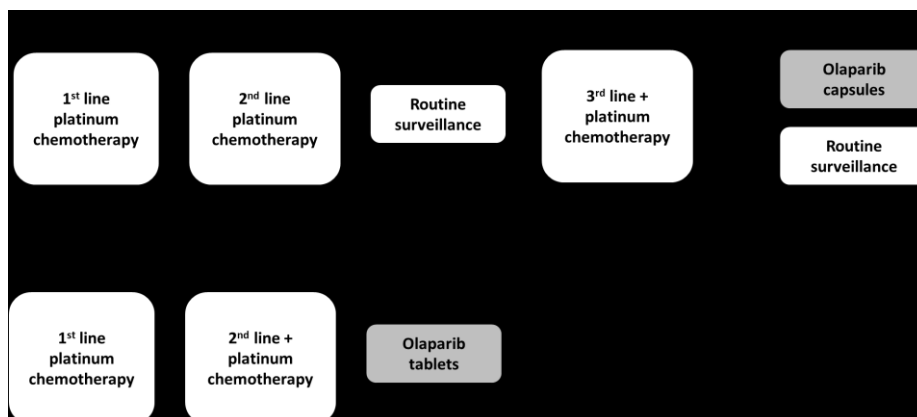 1st line
platinum
chemotherapy
2nd line
platinum
chemotherapy
Routine
surveillance
3rd line +
platinum
chemotherapy
Olaparib
capsules
Routine
surveillance
1st line
platinum
chemotherapy
2nd line +
platinum
chemotherapy
Olaparib
tablets